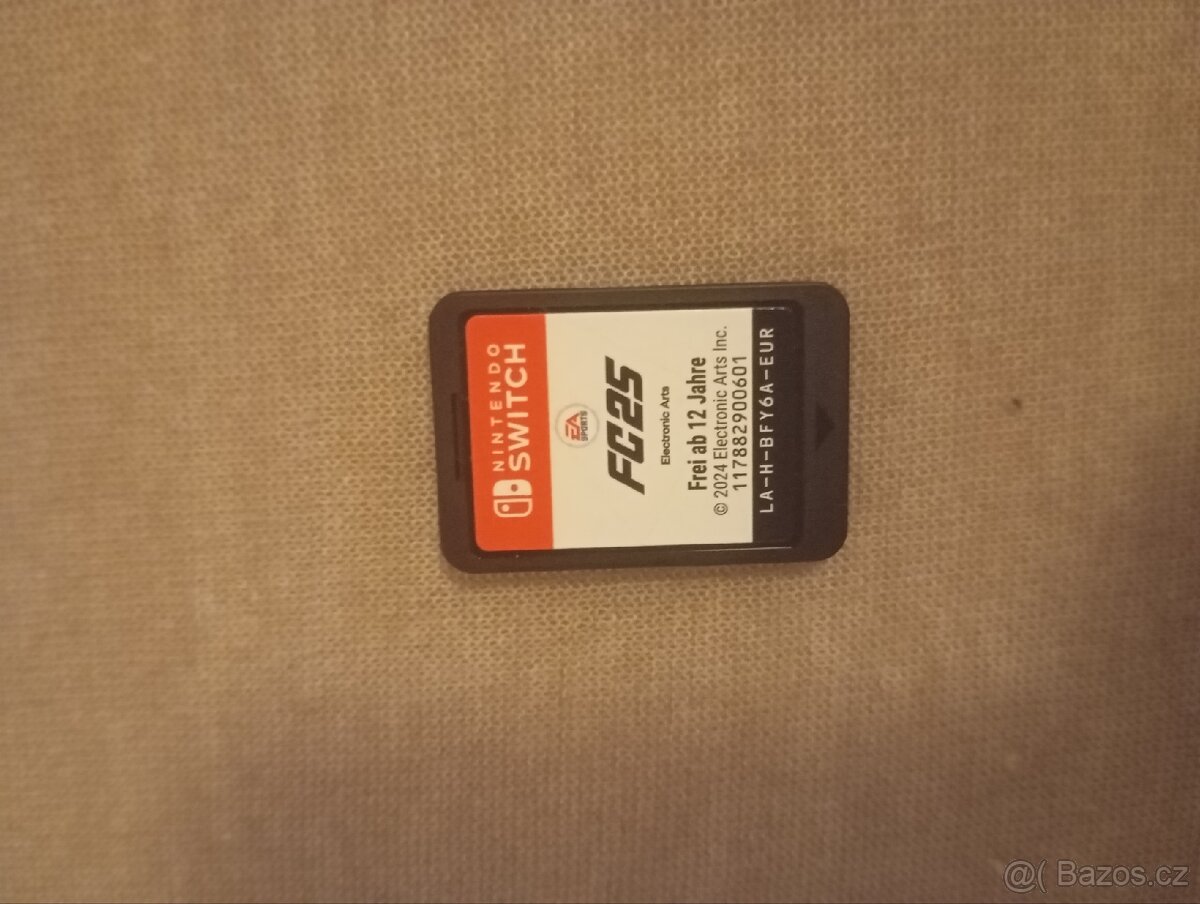 NINTENDO
SWITCH
EA
SPORTS
FC25
Electronic Arts
Frei ab 12 Jahre
© 2024 Electronic Arts Inc.
117882900601
LA-H-BFY6A-EUR
@( Bazos.cz